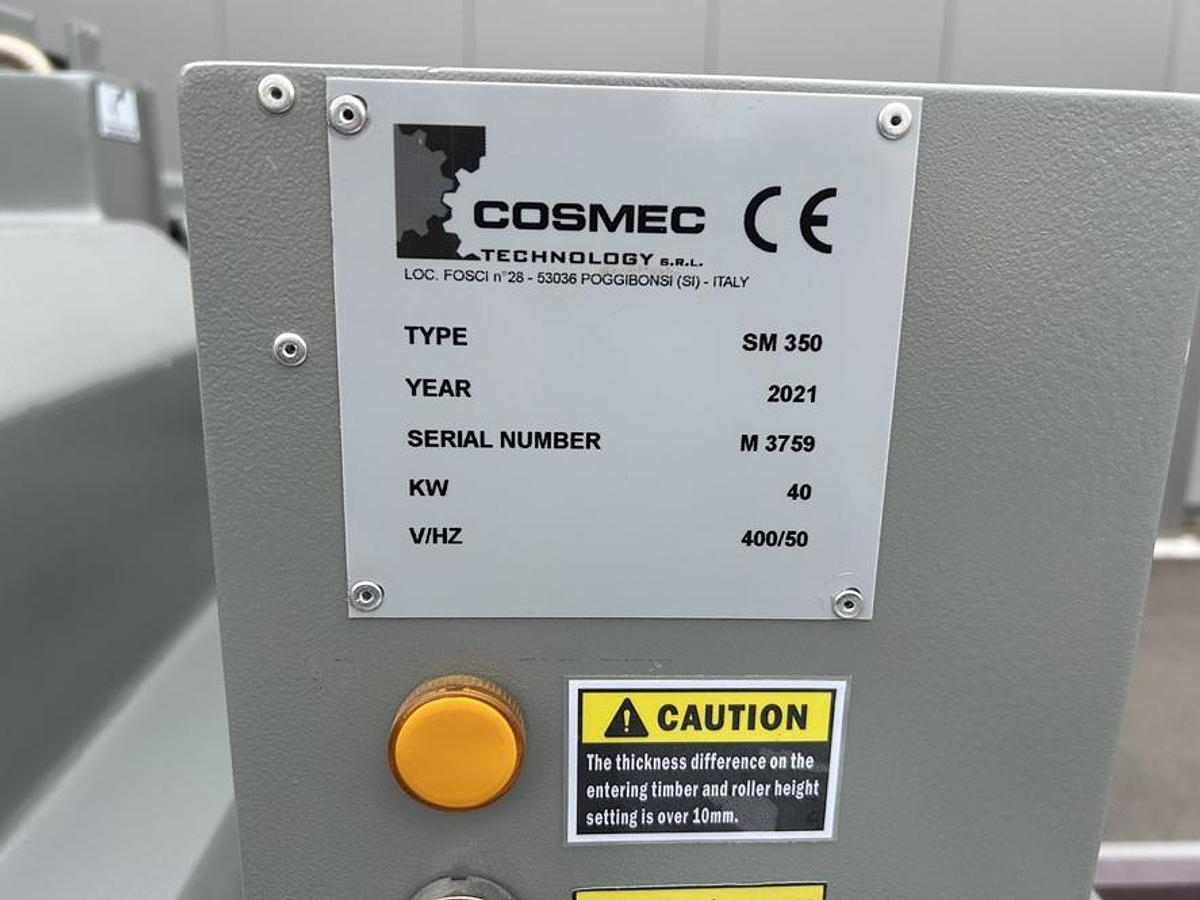 COSMEC CE
TECHNOLOGY S.R.L.
LOC. FOSCI n°28 - 53036 POGGIBONSI (SI) - ITALY
TYPE SM 350
YEAR 2021
SERIAL NUMBER M 3759
KW 40
V/HZ 400/50
CAUTION
The thickness difference on the
entering timber and roller height
setting is over 10mm.